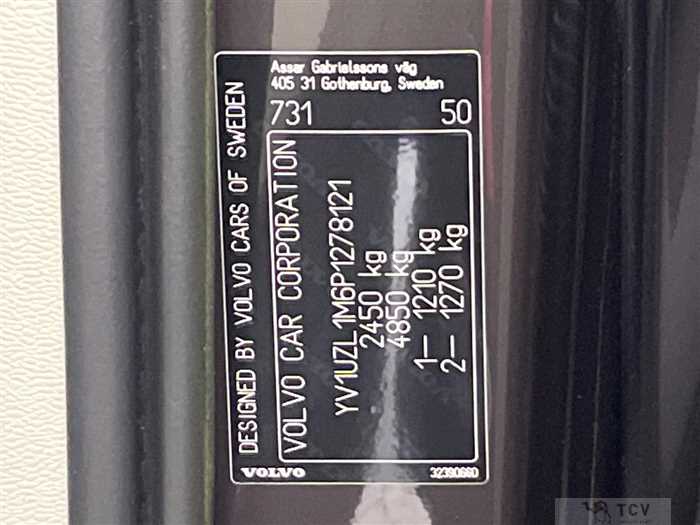 Assar Gabrielssons väg
405 31 Gothenburg, Sweden
731 50
DESIGNED BY VOLVO CARS OF SWEDEN
VOLVO CAR CORPORATION
YV1UZL1M6P1278121
2450 kg
4850 kg
1– 1210 kg
2– 1270 kg
VOLVO 32390660
TCV